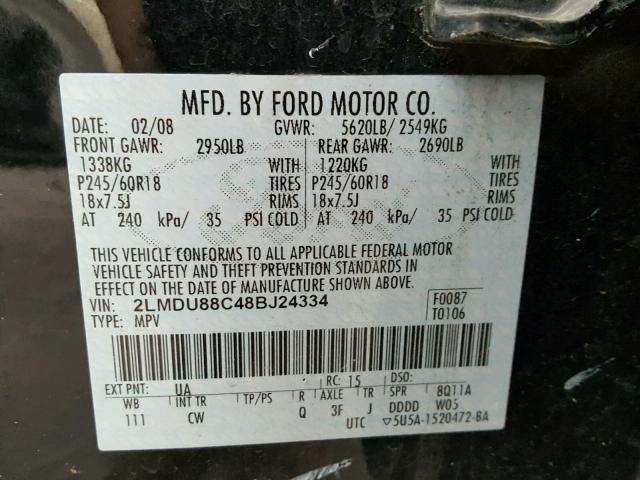 MFD. BY FORD MOTOR CO.
DATE: 02/08 GVWR: 5620LB/ 2549KG
FRONT GAWR: 2950LB REAR GAWR: 2690LB
1338KG WITH 1220KG WITH
P245/60R18 TIRES P245/60R18 TIRES
18x7.5J RIMS 18x7.5J RIMS
AT 240 kPa/ 35 PSI COLD AT 240 kPa/ 35 PSI COLD
THIS VEHICLE CONFORMS TO ALL APPLICABLE FEDERAL MOTOR
VEHICLE SAFETY AND THEFT PREVENTION STANDARDS IN
EFFECT ON THE DATE OF MANUFACTURE SHOWN ABOVE.
VIN: 2LMDU88C48BJ24334 F0087
TYPE: MPV T0106
EXT PNT: UA RC: 15 DSO:
WB INT TR TP/PS R AXLE TR SPR 8Q11A
111 CW Q 3F J DDDD W05
UTC ▽5U5A-1520472-BA